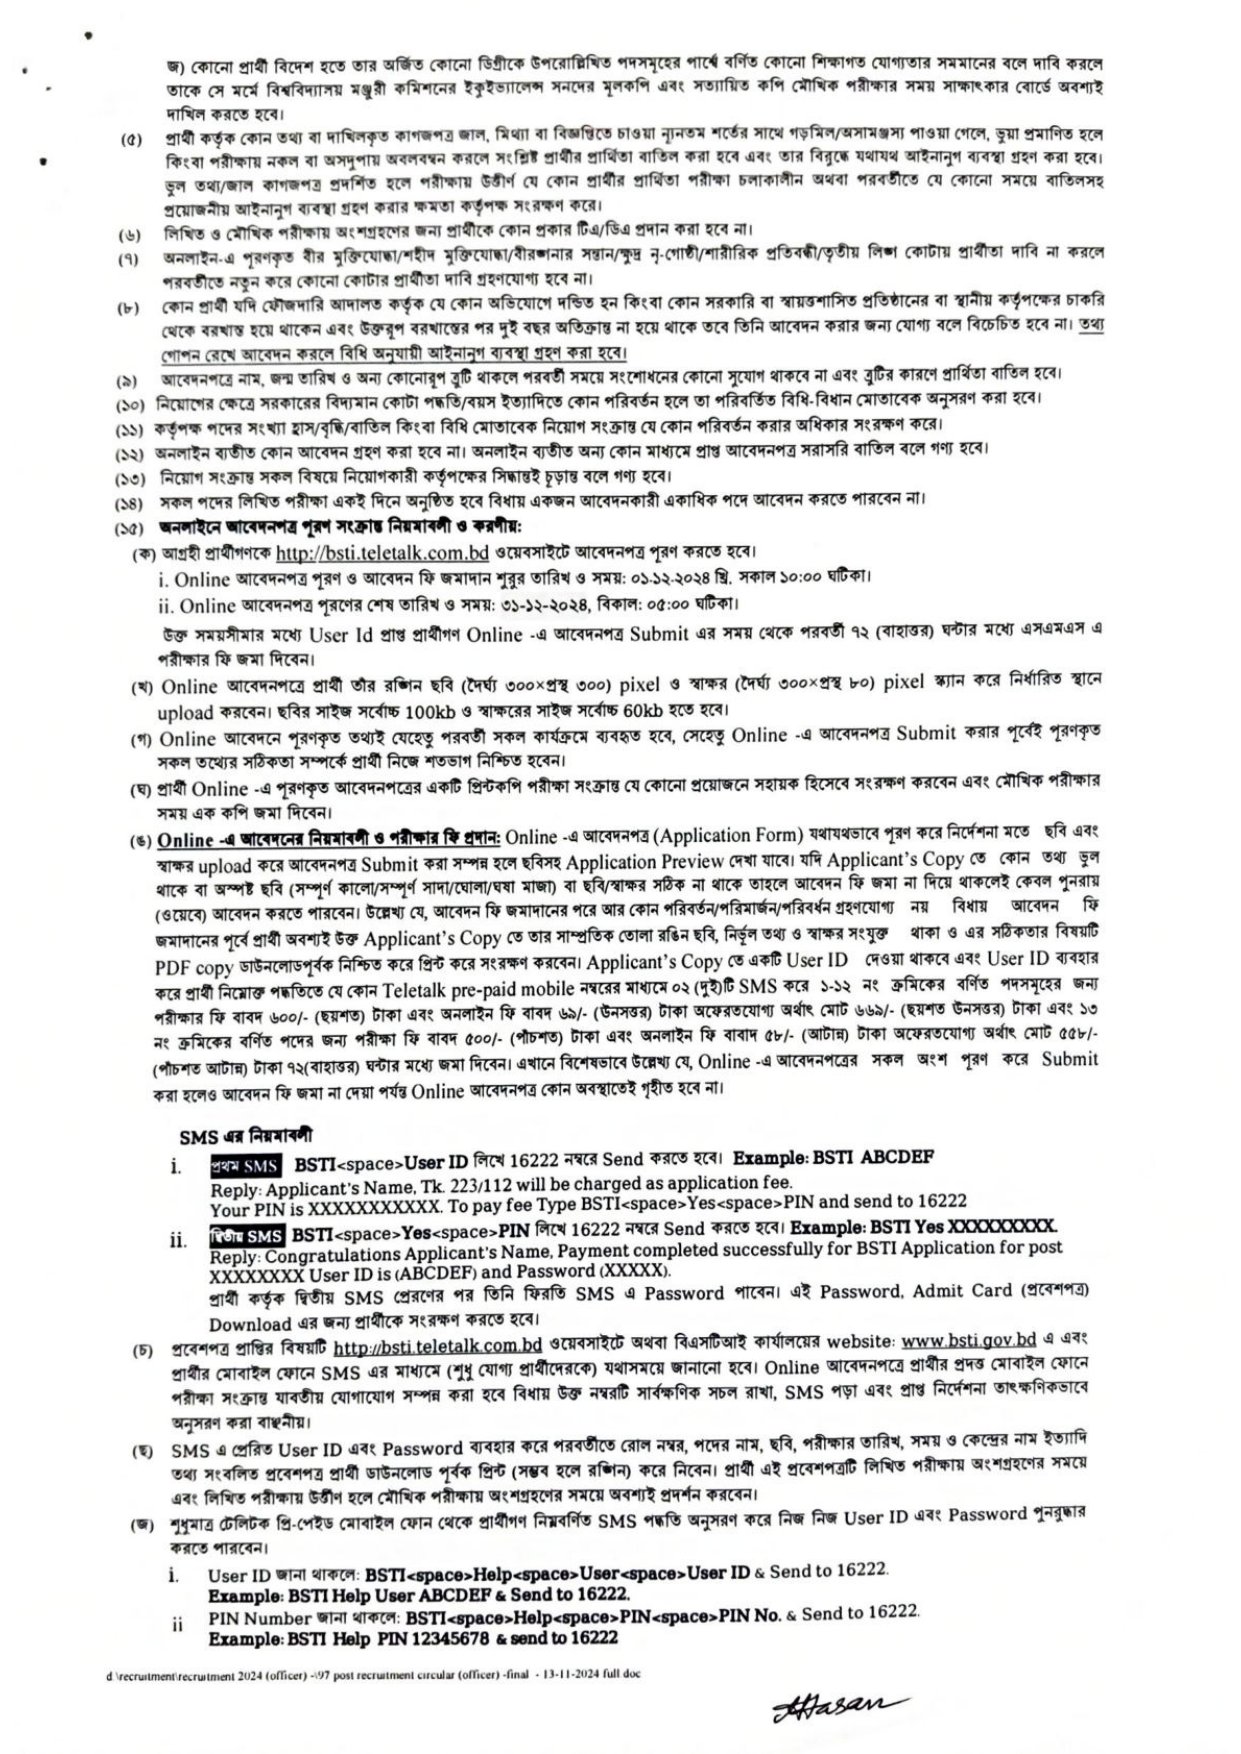 জ) কোনো প্রার্থী বিদেশ হতে তার অর্জিত কোনো ডিগ্রীকে উপরোল্লিখিত পদসমূহের পার্শ্বে বর্ণিত কোনো শিক্ষাগত যোগ্যতার সমমানের বলে দাবি করলে
তাকে সে মর্মে বিশ্ববিদ্যালয় মঞ্জুরী কমিশনের ইকুইভ্যালেন্স সনদের মূলকপি এবং সত্যায়িত কপি মৌখিক পরীক্ষার সময় সাক্ষাৎকার বোর্ডে অবশ্যই
দাখিল করতে হবে।
(৫) প্রার্থী কর্তৃক কোন তথ্য বা দাখিলকৃত কাগজপত্র জাল, মিথ্যা বা বিজ্ঞপ্তিতে চাওয়া ন্যূনতম শর্তের সাথে গড়মিল/অসামঞ্জস্য পাওয়া গেলে, ভুয়া প্রমাণিত হলে
কিংবা পরীক্ষায় নকল বা অসদুপায় অবলম্বন করলে সংশ্লিষ্ট প্রার্থীর প্রার্থিতা বাতিল করা হবে এবং তার বিরুদ্ধে যথাযথ আইনানুগ ব্যবস্থা গ্রহণ করা হবে।
ভুল তথ্য/জাল কাগজপত্র প্রদর্শিত হলে পরীক্ষায় উত্তীর্ণ যে কোন প্রার্থীর প্রার্থিতা পরীক্ষা চলাকালীন অথবা পরবর্তীতে যে কোনো সময়ে বাতিলসহ
প্রয়োজনীয় আইনানুগ ব্যবস্থা গ্রহণ করার ক্ষমতা কর্তৃপক্ষ সংরক্ষণ করে।
(৬) লিখিত ও মৌখিক পরীক্ষায় অংশগ্রহণের জন্য প্রার্থীকে কোন প্রকার টিএ/ডিএ প্রদান করা হবে না।
(৭) অনলাইন-এ পূরণকৃত বীর মুক্তিযোদ্ধা/শহীদ মুক্তিযোদ্ধা/বীরঙ্গনার সন্তান/ক্ষুদ্র নৃ-গোষ্ঠী/শারীরিক প্রতিবন্ধী/তৃতীয় লিঙ্গ কোটায় প্রার্থীতা দাবি না করলে
পরবর্তীতে নতুন করে কোনো কোটার প্রার্থীতা দাবি গ্রহণযোগ্য হবে না।
(৮) কোন প্রার্থী যদি ফৌজদারি আদালত কর্তৃক যে কোন অভিযোগে দন্ডিত হন কিংবা কোন সরকারি বা স্বায়ত্তশাসিত প্রতিষ্ঠানের বা স্থানীয় কর্তৃপক্ষের চাকরি
থেকে বরখাস্ত হয়ে থাকেন এবং উক্তরূপ বরখাস্তের পর দুই বছর অতিক্রান্ত না হয়ে থাকে তবে তিনি আবেদন করার জন্য যোগ্য বলে বিচেচিত হবে না। তথ্য
গোপন রেখে আবেদন করলে বিধি অনুযায়ী আইনানুগ ব্যবস্থা গ্রহণ করা হবে।
(৯) আবেদনপত্রে নাম, জন্ম তারিখ ও অন্য কোনোরূপ ত্রুটি থাকলে পরবর্তী সময়ে সংশোধনের কোনো সুযোগ থাকবে না এবং ত্রুটির কারণে প্রার্থিতা বাতিল হবে।
(১০) নিয়োগের ক্ষেত্রে সরকারের বিদ্যমান কোটা পদ্ধতি/বয়স ইত্যাদিতে কোন পরিবর্তন হলে তা পরিবর্তিত বিধি-বিধান মোতাবেক অনুসরণ করা হবে।
(১১) কর্তৃপক্ষ পদের সংখ্যা হ্রাস/বৃদ্ধি/বাতিল কিংবা বিধি মোতাবেক নিয়োগ সংক্রান্ত যে কোন পরিবর্তন করার অধিকার সংরক্ষণ করে।
(১২) অনলাইন ব্যতীত কোন আবেদন গ্রহণ করা হবে না। অনলাইন ব্যতীত অন্য কোন মাধ্যমে প্রাপ্ত আবেদনপত্র সরাসরি বাতিল বলে গণ্য হবে।
(১৩) নিয়োগ সংক্রান্ত সকল বিষয়ে নিয়োগকারী কর্তৃপক্ষের সিদ্ধান্তই চূড়ান্ত বলে গণ্য হবে।
(১৪) সকল পদের লিখিত পরীক্ষা একই দিনে অনুষ্ঠিত হবে বিধায় একজন আবেদনকারী একাধিক পদে আবেদন করতে পারবেন না।
(১৫) অনলাইনে আবেদনপত্র পূরণ সংক্রান্ত নিয়মাবলী ও করণীয়:
(ক) আগ্রহী প্রার্থীগণকে http://bsti.teletalk.com.bd ওয়েবসাইটে আবেদনপত্র পূরণ করতে হবে।
i. Online আবেদনপত্র পূরণ ও আবেদন ফি জমাদান শুরুর তারিখ ও সময়: ০১-১২-২০২৪ খ্রি. সকাল ১০:০০ ঘটিকা।
ii. Online আবেদনপত্র পূরণের শেষ তারিখ ও সময়: ৩১-১২-২০২৪, বিকাল: ০৫:০০ ঘটিকা।
উক্ত সময়সীমার মধ্যে User Id প্রাপ্ত প্রার্থীগণ Online -এ আবেদনপত্র Submit এর সময় থেকে পরবর্তী ৭২ (বাহাত্তর) ঘন্টার মধ্যে এসএমএস এ
পরীক্ষার ফি জমা দিবেন।
(খ) Online আবেদনপত্রে প্রার্থী তাঁর রঙ্গিন ছবি (দৈর্ঘ্য ৩০০×প্রস্থ ৩০০) pixel ও স্বাক্ষর (দৈর্ঘ্য ৩০০×প্রস্থ ৮০) pixel স্ক্যান করে নির্ধারিত স্থানে
upload করবেন। ছবির সাইজ সর্বোচ্চ 100kb ও স্বাক্ষরের সাইজ সর্বোচ্চ 60kb হতে হবে।
(গ) Online আবেদনে পূরণকৃত তথ্যই যেহেতু পরবর্তী সকল কার্যক্রমে ব্যবহৃত হবে, সেহেতু Online -এ আবেদনপত্র Submit করার পূর্বেই পূরণকৃত
সকল তথ্যের সঠিকতা সম্পর্কে প্রার্থী নিজে শতভাগ নিশ্চিত হবেন।
(ঘ) প্রার্থী Online -এ পূরণকৃত আবেদনপত্রের একটি প্রিন্টকপি পরীক্ষা সংক্রান্ত যে কোনো প্রয়োজনে সহায়ক হিসেবে সংরক্ষণ করবেন এবং মৌখিক পরীক্ষার
সময় এক কপি জমা দিবেন।
(ঙ) Online -এ আবেদনের নিয়মাবলী ও পরীক্ষার ফি প্রদান: Online -এ আবেদনপত্র (Application Form) যথাযথভাবে পূরণ করে নির্দেশনা মতে ছবি এবং
স্বাক্ষর upload করে আবেদনপত্র Submit করা সম্পন্ন হলে ছবিসহ Application Preview দেখা যাবে। যদি Applicant's Copy তে কোন তথ্য ভুল
থাকে বা অস্পষ্ট ছবি (সম্পূর্ণ কালো/সম্পূর্ণ সাদা/ঘোলা/ঘষা মাজা) বা ছবি/স্বাক্ষর সঠিক না থাকে তাহলে আবেদন ফি জমা না দিয়ে থাকলেই কেবল পুনরায়
(ওয়েবে) আবেদন করতে পারবেন। উল্লেখ্য যে, আবেদন ফি জমাদানের পরে আর কোন পরিবর্তন/পরিমার্জন/পরিবর্ধন গ্রহণযোগ্য নয় বিধায় আবেদন ফি
জমাদানের পূর্বে প্রার্থী অবশ্যই উক্ত Applicant's Copy তে তার সাম্প্রতিক তোলা রঙিন ছবি, নির্ভুল তথ্য ও স্বাক্ষর সংযুক্ত থাকা ও এর সঠিকতার বিষয়টি
PDF copy ডাউনলোডপূর্বক নিশ্চিত করে প্রিন্ট করে সংরক্ষণ করবেন। Applicant's Copy তে একটি User ID দেওয়া থাকবে এবং User ID ব্যবহার
করে প্রার্থী নিম্নোক্ত পদ্ধতিতে যে কোন Teletalk pre-paid mobile নম্বরের মাধ্যমে ০২ (দুই)টি SMS করে ১-১২ নং ক্রমিকের বর্ণিত পদসমূহের জন্য
পরীক্ষার ফি বাবদ ৬০০/- (ছয়শত) টাকা এবং অনলাইন ফি বাবদ ৬৯/- (উনসত্তর) টাকা অফেরতযোগ্য অর্থাৎ মোট ৬৬৯/- (ছয়শত উনসত্তর) টাকা এবং ১৩
নং ক্রমিকের বর্ণিত পদের জন্য পরীক্ষা ফি বাবদ ৫০০/- (পাঁচশত) টাকা এবং অনলাইন ফি বাবাদ ৫৮/- (আটান্ন) টাকা অফেরতযোগ্য অর্থাৎ মোট ৫৫৮/-
(পাঁচশত আটান্ন) টাকা ৭২(বাহাত্তর) ঘন্টার মধ্যে জমা দিবেন। এখানে বিশেষভাবে উল্লেখ্য যে, Online -এ আবেদনপত্রের সকল অংশ পূরণ করে Submit
করা হলেও আবেদন ফি জমা না দেয়া পর্যন্ত Online আবেদনপত্র কোন অবস্থাতেই গৃহীত হবে না।
SMS এর নিয়মাবলী
i. প্রথম SMS BSTI<space>User ID লিখে 16222 নম্বরে Send করতে হবে। Example: BSTI ABCDEF
Reply: Applicant's Name, Tk. 223/112 will be charged as application fee.
Your PIN is XXXXXXXXXXX. To pay fee Type BSTI<space>Yes<space>PIN and send to 16222
ii. দ্বিতীয় SMS BSTI<space>Yes<space>PIN লিখে 16222 নম্বরে Send করতে হবে। Example: BSTI Yes XXXXXXXXX.
Reply: Congratulations Applicant's Name, Payment completed successfully for BSTI Application for post
XXXXXXXX User ID is (ABCDEF) and Password (XXXXX).
প্রার্থী কর্তৃক দ্বিতীয় SMS প্রেরণের পর তিনি ফিরতি SMS এ Password পাবেন। এই Password, Admit Card (প্রবেশপত্র)
Download এর জন্য প্রার্থীকে সংরক্ষণ করতে হবে।
(চ) প্রবেশপত্র প্রাপ্তির বিষয়টি http://bsti.teletalk.com.bd ওয়েবসাইটে অথবা বিএসটিআই কার্যালয়ের website: www.bsti.gov.bd এ এবং
প্রার্থীর মোবাইল ফোনে SMS এর মাধ্যমে (শুধু যোগ্য প্রার্থীদেরকে) যথাসময়ে জানানো হবে। Online আবেদনপত্রে প্রার্থীর প্রদত্ত মোবাইল ফোনে
পরীক্ষা সংক্রান্ত যাবতীয় যোগাযোগ সম্পন্ন করা হবে বিধায় উক্ত নম্বরটি সার্বক্ষণিক সচল রাখা, SMS পড়া এবং প্রাপ্ত নির্দেশনা তাৎক্ষণিকভাবে
অনুসরণ করা বাঞ্ছনীয়।
(ছ) SMS এ প্রেরিত User ID এবং Password ব্যবহার করে পরবর্তীতে রোল নম্বর, পদের নাম, ছবি, পরীক্ষার তারিখ, সময় ও কেন্দ্রের নাম ইত্যাদি
তথ্য সংবলিত প্রবেশপত্র প্রার্থী ডাউনলোড পূর্বক প্রিন্ট (সম্ভব হলে রঙ্গিন) করে নিবেন। প্রার্থী এই প্রবেশপত্রটি লিখিত পরীক্ষায় অংশগ্রহণের সময়ে
এবং লিখিত পরীক্ষায় উর্ত্তীণ হলে মৌখিক পরীক্ষায় অংশগ্রহণের সময়ে অবশ্যই প্রদর্শন করবেন।
(জ) শুধুমাত্র টেলিটক প্রি-পেইড মোবাইল ফোন থেকে প্রার্থীগণ নিম্নবর্ণিত SMS পদ্ধতি অনুসরণ করে নিজ নিজ User ID এবং Password পুনরুদ্ধার
করতে পারবেন।
i. User ID জানা থাকলে: BSTI<space>Help<space>User<space>User ID & Send to 16222.
Example: BSTI Help User ABCDEF & Send to 16222.
ii PIN Number জানা থাকলে: BSTI<space>Help<space>PIN<space>PIN No. & Send to 16222.
Example: BSTI Help PIN 12345678 & send to 16222
d \recruitment\recruitment 2024 (officer) -\97 post recruitment circular (officer) -final - 13-11-2024 full doc